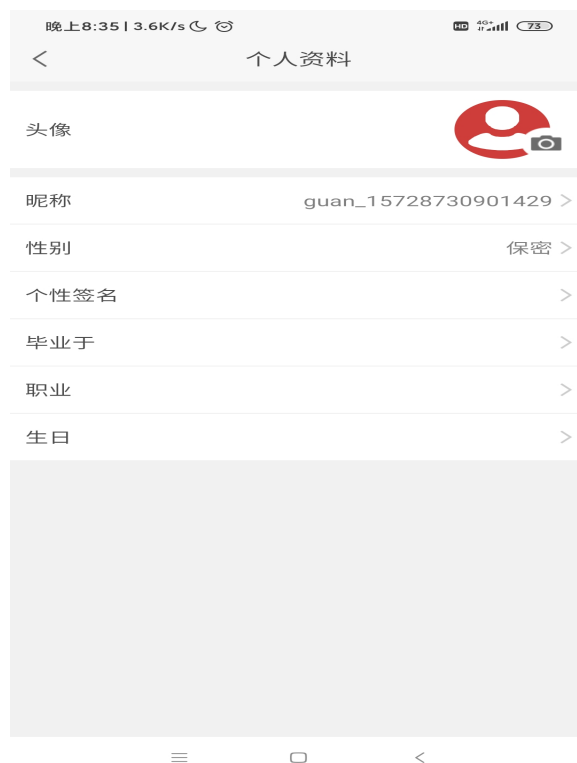 晚上8:35 | 3.6K/s HD 4G+ 73
个人资料
头像
昵称 guan_15728730901429
性别 保密
个性签名
毕业于
职业
生日